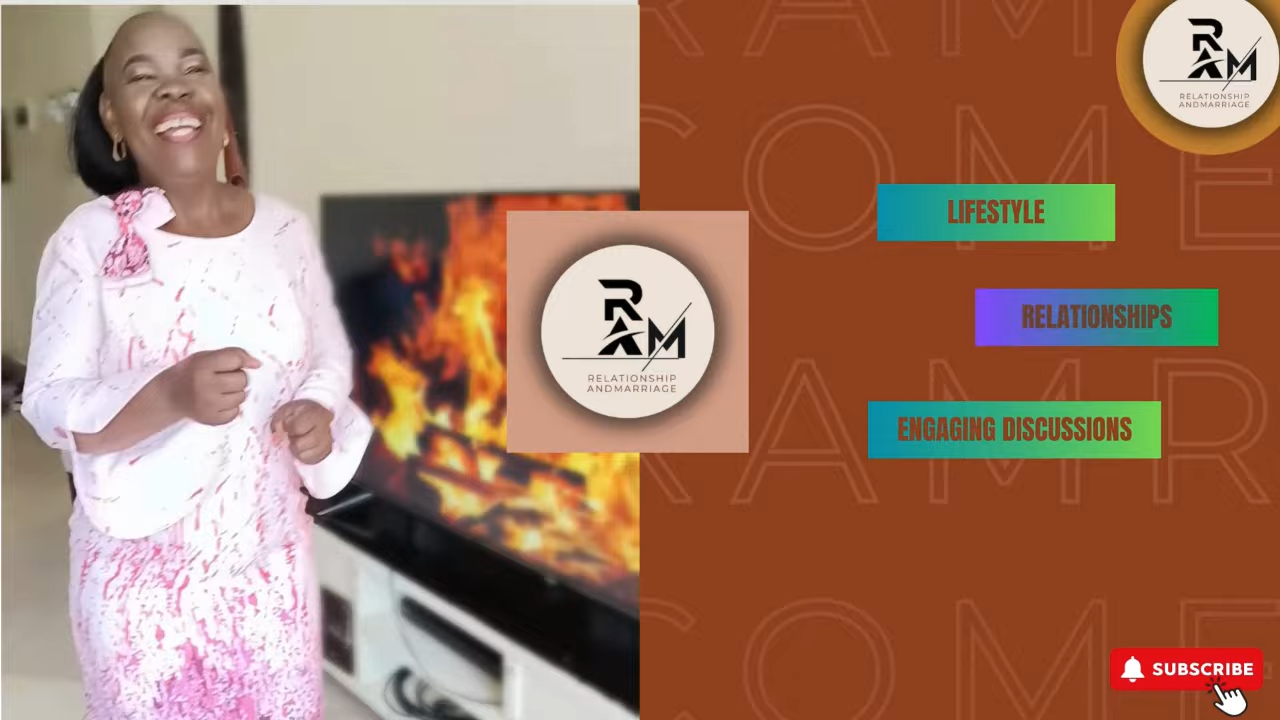 RAM
RELATIONSHIP
ANDMARRIAGE
LIFESTYLE
RELATIONSHIPS
RAM
RELATIONSHIP
ANDMARRIAGE
ENGAGING DISCUSSIONS
SUBSCRIBE